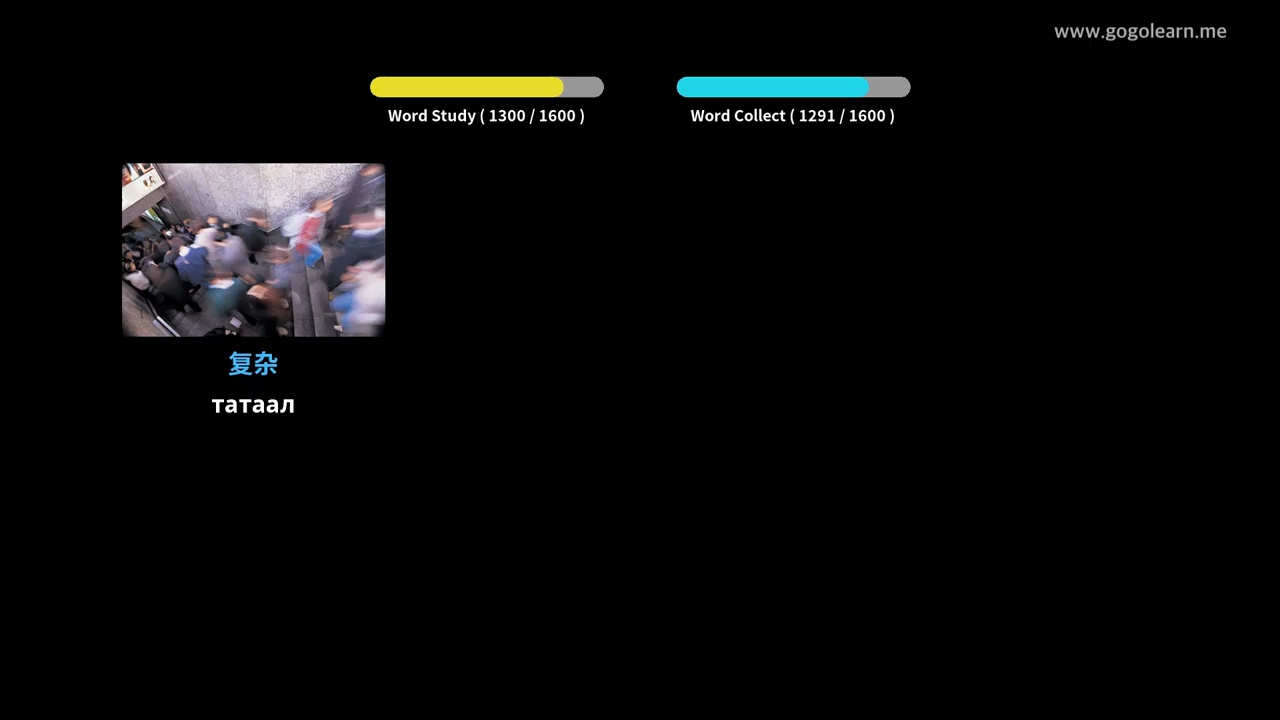 www.gogolearn.me
Word Study ( 1300 / 1600 )
Word Collect ( 1291 / 1600 )
复杂
татаал